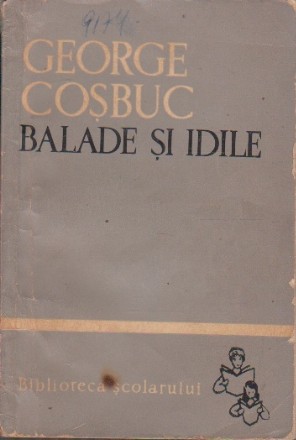 GEORGE
COȘBUC
BALADE ȘI IDILE
Biblioteca școlarului